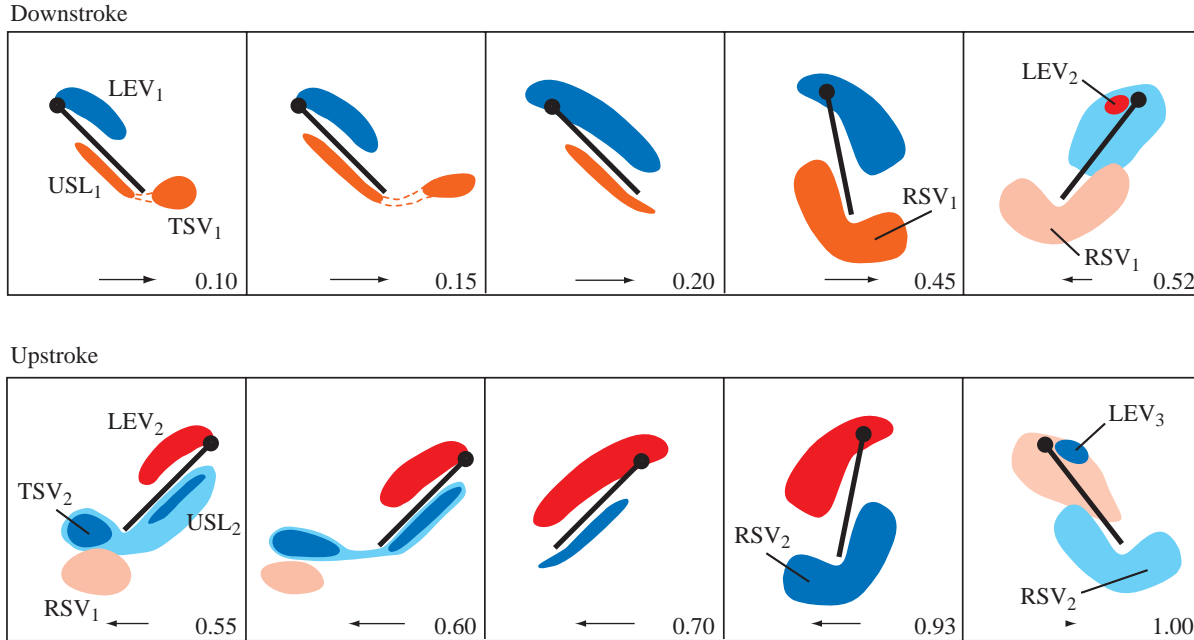 Downstroke
LEV₁
USL₁
TSV₁
0.10
0.15
0.20
RSV₁
0.45
LEV₂
RSV₁
0.52
Upstroke
LEV₂
TSV₂
USL₂
RSV₁
0.55
0.60
0.70
RSV₂
0.93
LEV₃
RSV₂
1.00